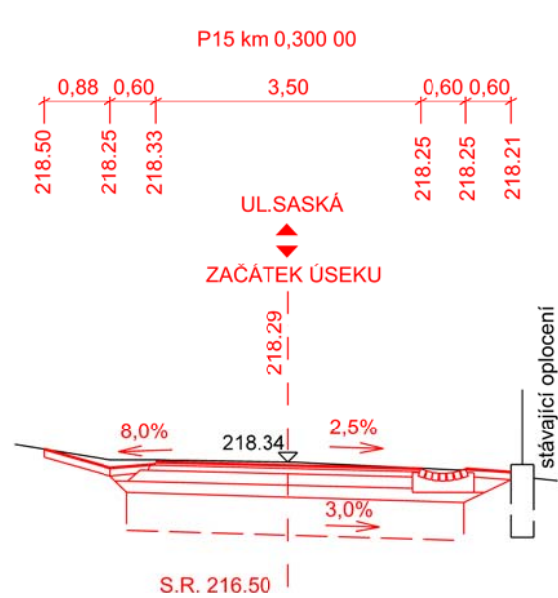 P15 km 0,300 00
0,88 0,60 3,50 0,60 0,60
218.50 218.25 218.33 218.25 218.25 218.21
UL.SASKÁ
ZAČÁTEK ÚSEKU
218.29
stávající oplocení
8,0% 218.34 2,5%
3,0%
S.R. 216.50